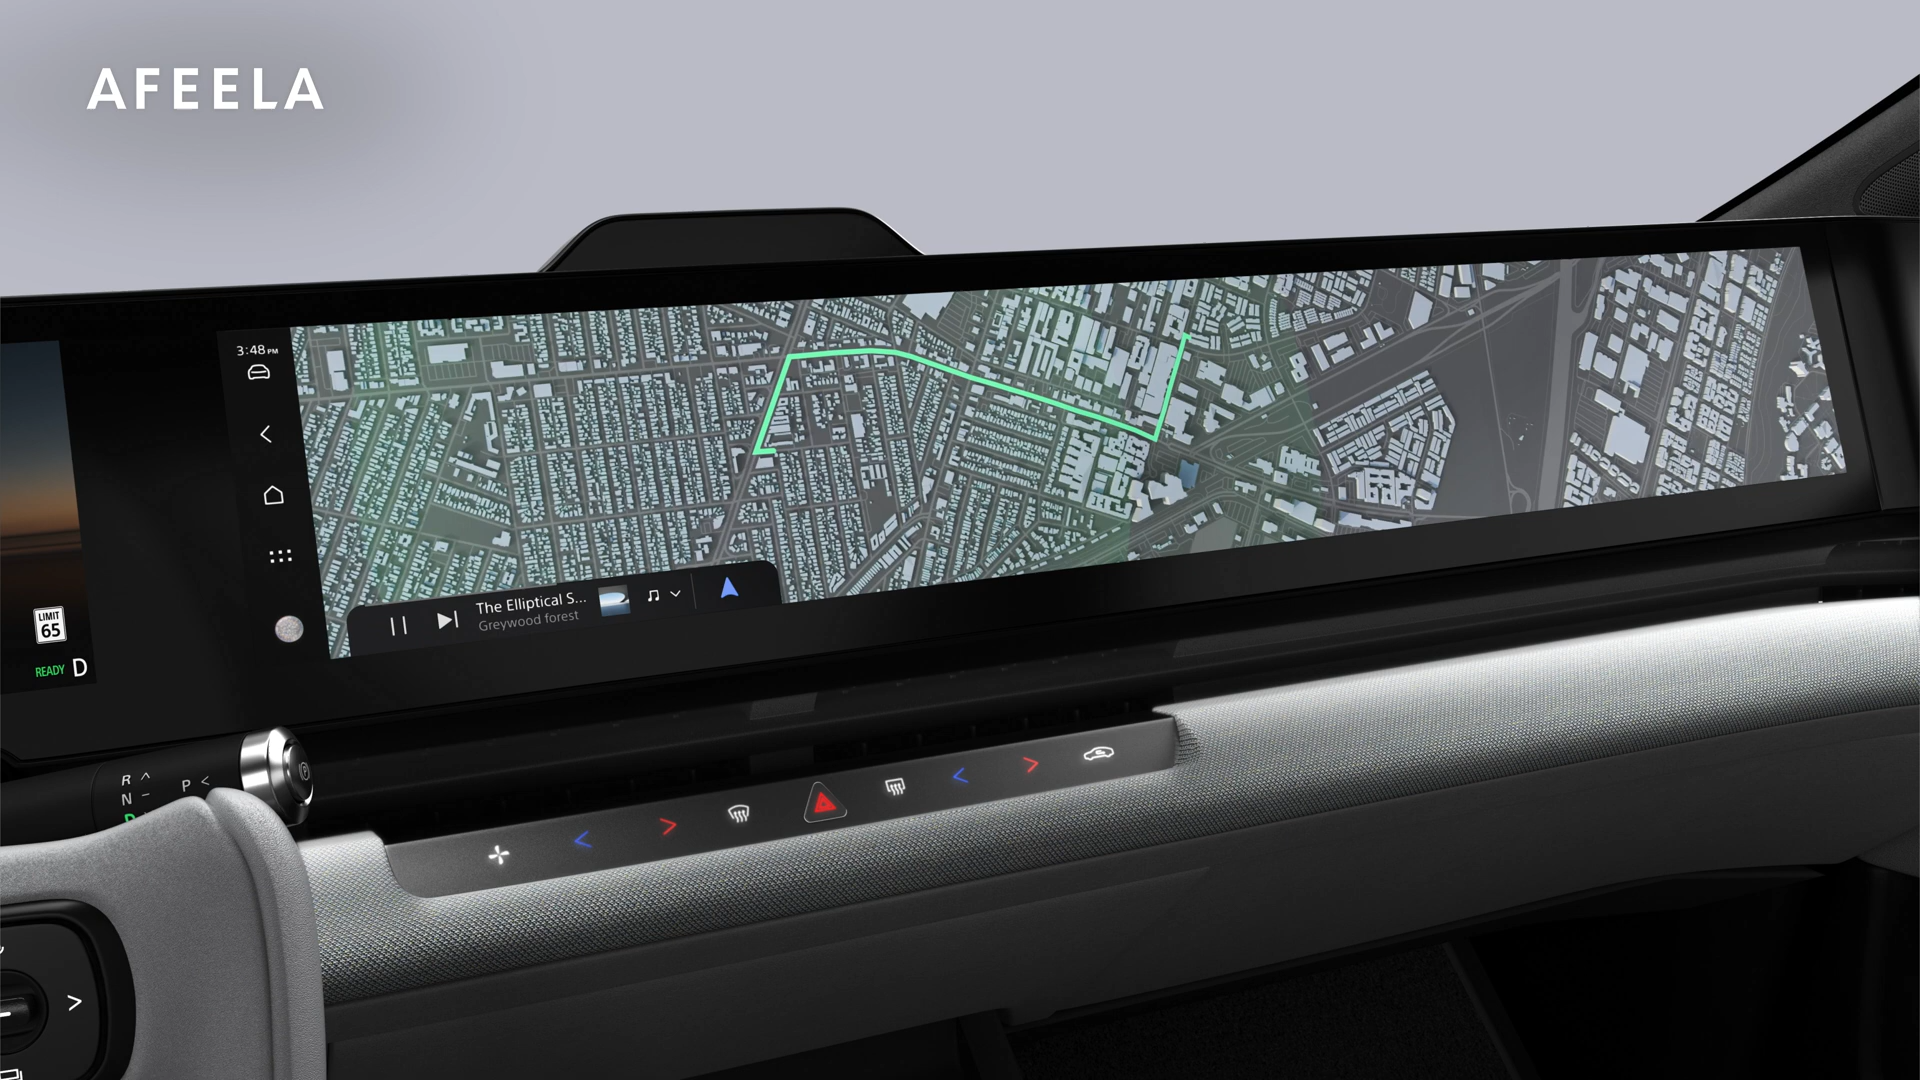 AFEELA
3:48 PM
LIMIT
65
READY D
The Elliptical S...
Greywood forest
R
N
P
D